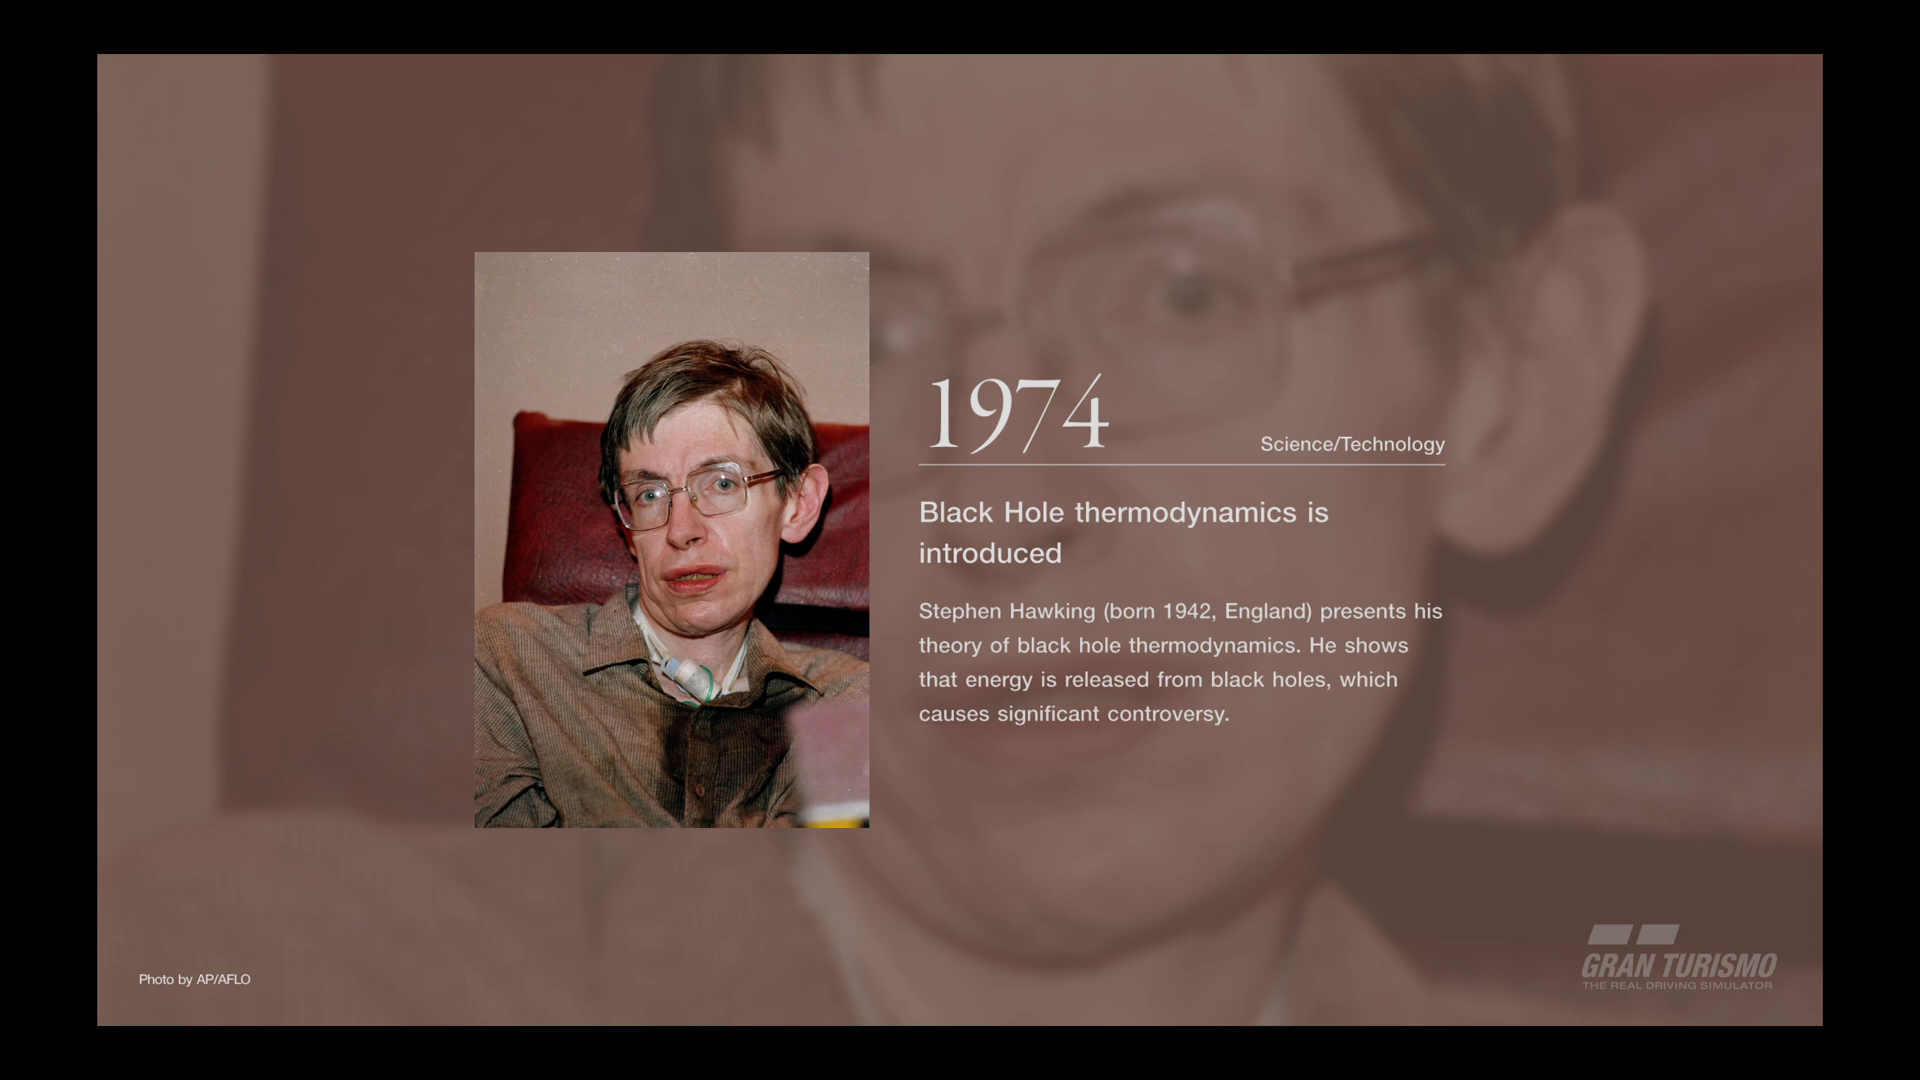 1974
Science/Technology
Black Hole thermodynamics is
introduced
Stephen Hawking (born 1942, England) presents his
theory of black hole thermodynamics. He shows
that energy is released from black holes, which
causes significant controversy.
Photo by AP/AFLO
GRAN TURISMO
THE REAL DRIVING SIMULATOR